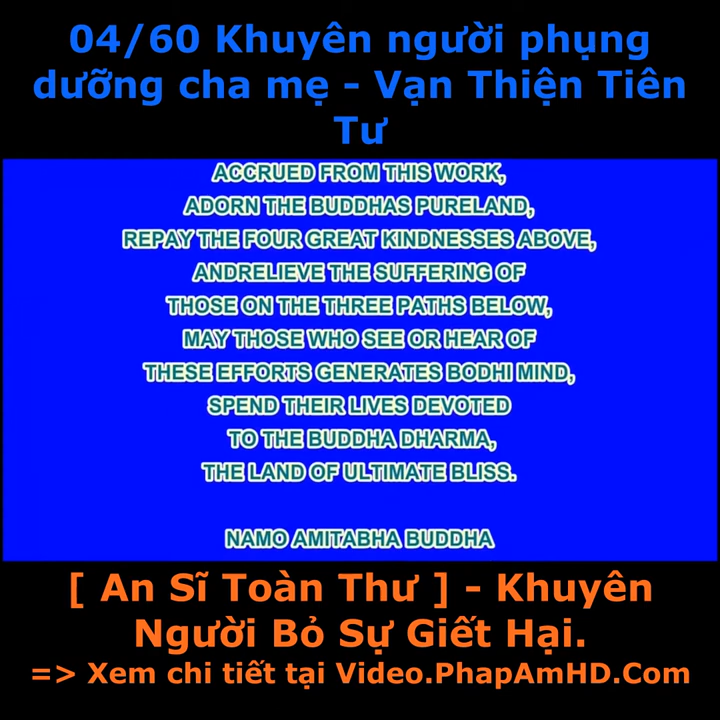 04/60 Khuyên người phụng
dưỡng cha mẹ - Vạn Thiện Tiên
Tư
ACCRUED FROM THIS WORK,
ADORN THE BUDDHAS PURELAND,
REPAY THE FOUR GREAT KINDNESSES ABOVE,
ANDRELIEVE THE SUFFERING OF
THOSE ON THE THREE PATHS BELOW,
MAY THOSE WHO SEE OR HEAR OF
THESE EFFORTS GENERATES BODHI MIND,
SPEND THEIR LIVES DEVOTED
TO THE BUDDHA DHARMA,
THE LAND OF ULTIMATE BLISS.
NAMO AMITABHA BUDDHA
[ An Sĩ Toàn Thư ] - Khuyên
Người Bỏ Sự Giết Hại.
=> Xem chi tiết tại Video.PhapAmHD.Com